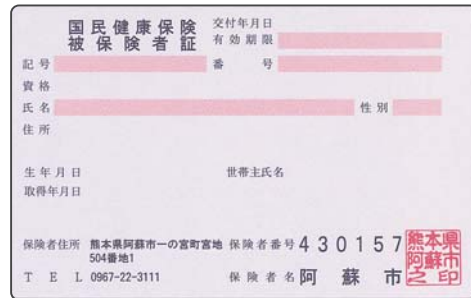 国民健康保険
被保険者証
交付年月日
有効期限
記号
番号
資格
氏名
性別
住所
生年月日
世帯主氏名
取得年月日
保険者住所 熊本県阿蘇市一の宮町宮地504番地1
保険者番号 430157
TEL 0967-22-3111
保険者名 阿蘇市
熊本県
阿蘇市
之印